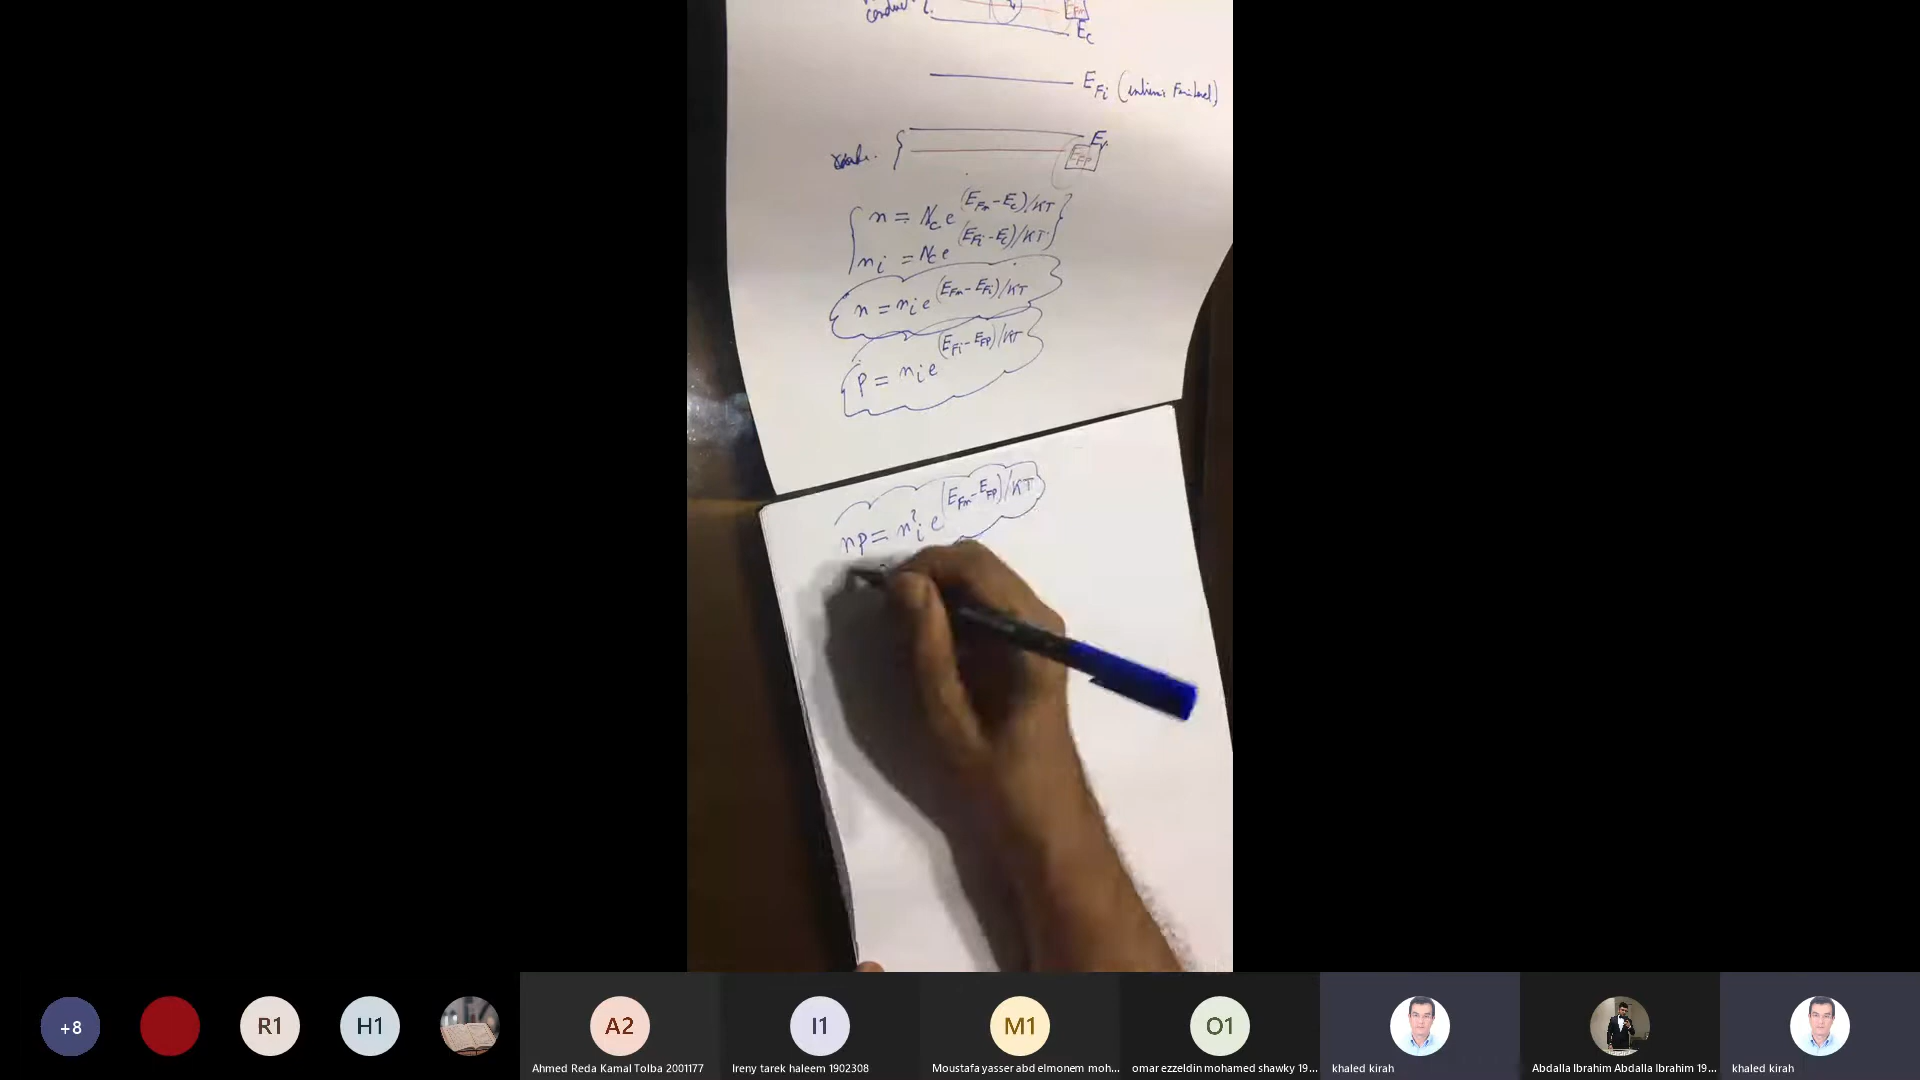 conduct
E_Fn
E_C
E_Fi (intrinsic Fermi level)
E_V
E_FP
n = N_C e^(E_Fn - E_C)/KT
n_i = N_C e^(E_Fi - E_C)/KT
n = n_i e^(E_Fn - E_Fi)/KT
P = n_i e^(E_Fi - E_FP)/KT
np = n_i^2 e^(E_Fn - E_FP)/KT
+8
R1
H1
A2
I1
M1
O1
Ahmed Reda Kamal Tolba 2001177
Ireny tarek haleem 1902308
Moustafa yasser abd elmonem moh...
omar ezzeldin mohamed shawky 19...
khaled kirah
Abdalla Ibrahim Abdalla Ibrahim 19...
khaled kirah